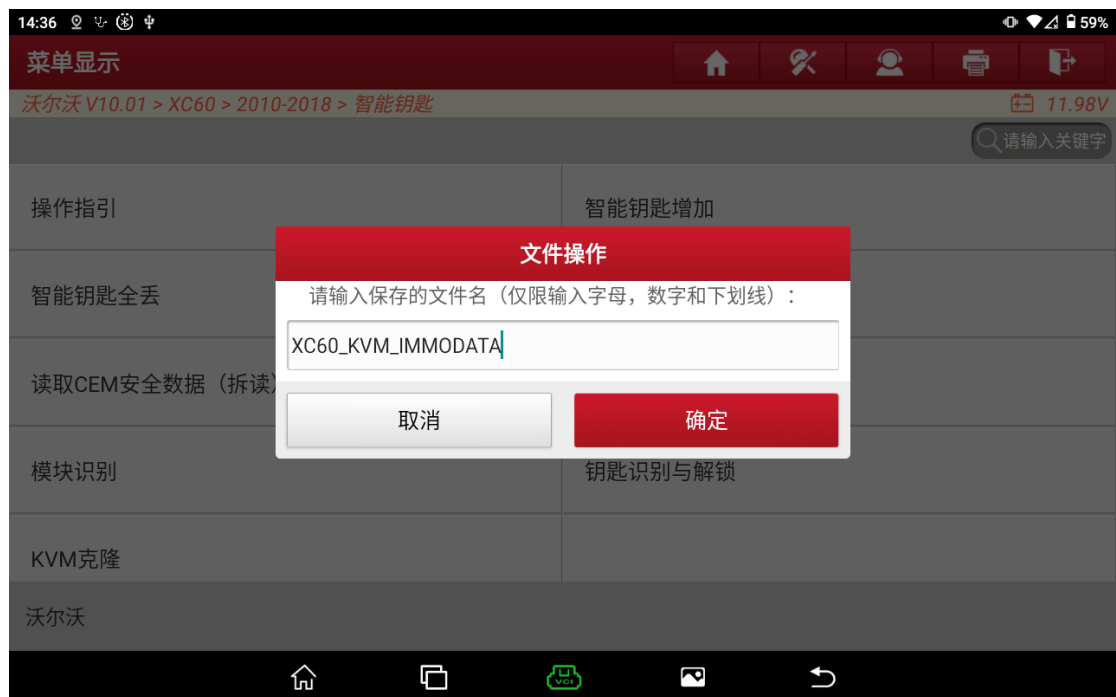 14:36
59%
菜单显示
沃尔沃 V10.01 > XC60 > 2010-2018 > 智能钥匙
11.98V
请输入关键字
操作指引
智能钥匙增加
文件操作
智能钥匙全丢
请输入保存的文件名（仅限输入字母，数字和下划线）:
XC60_KVM_IMMODATA
读取CEM安全数据（拆读）
取消
确定
模块识别
钥匙识别与解锁
KVM克隆
沃尔沃
VCI